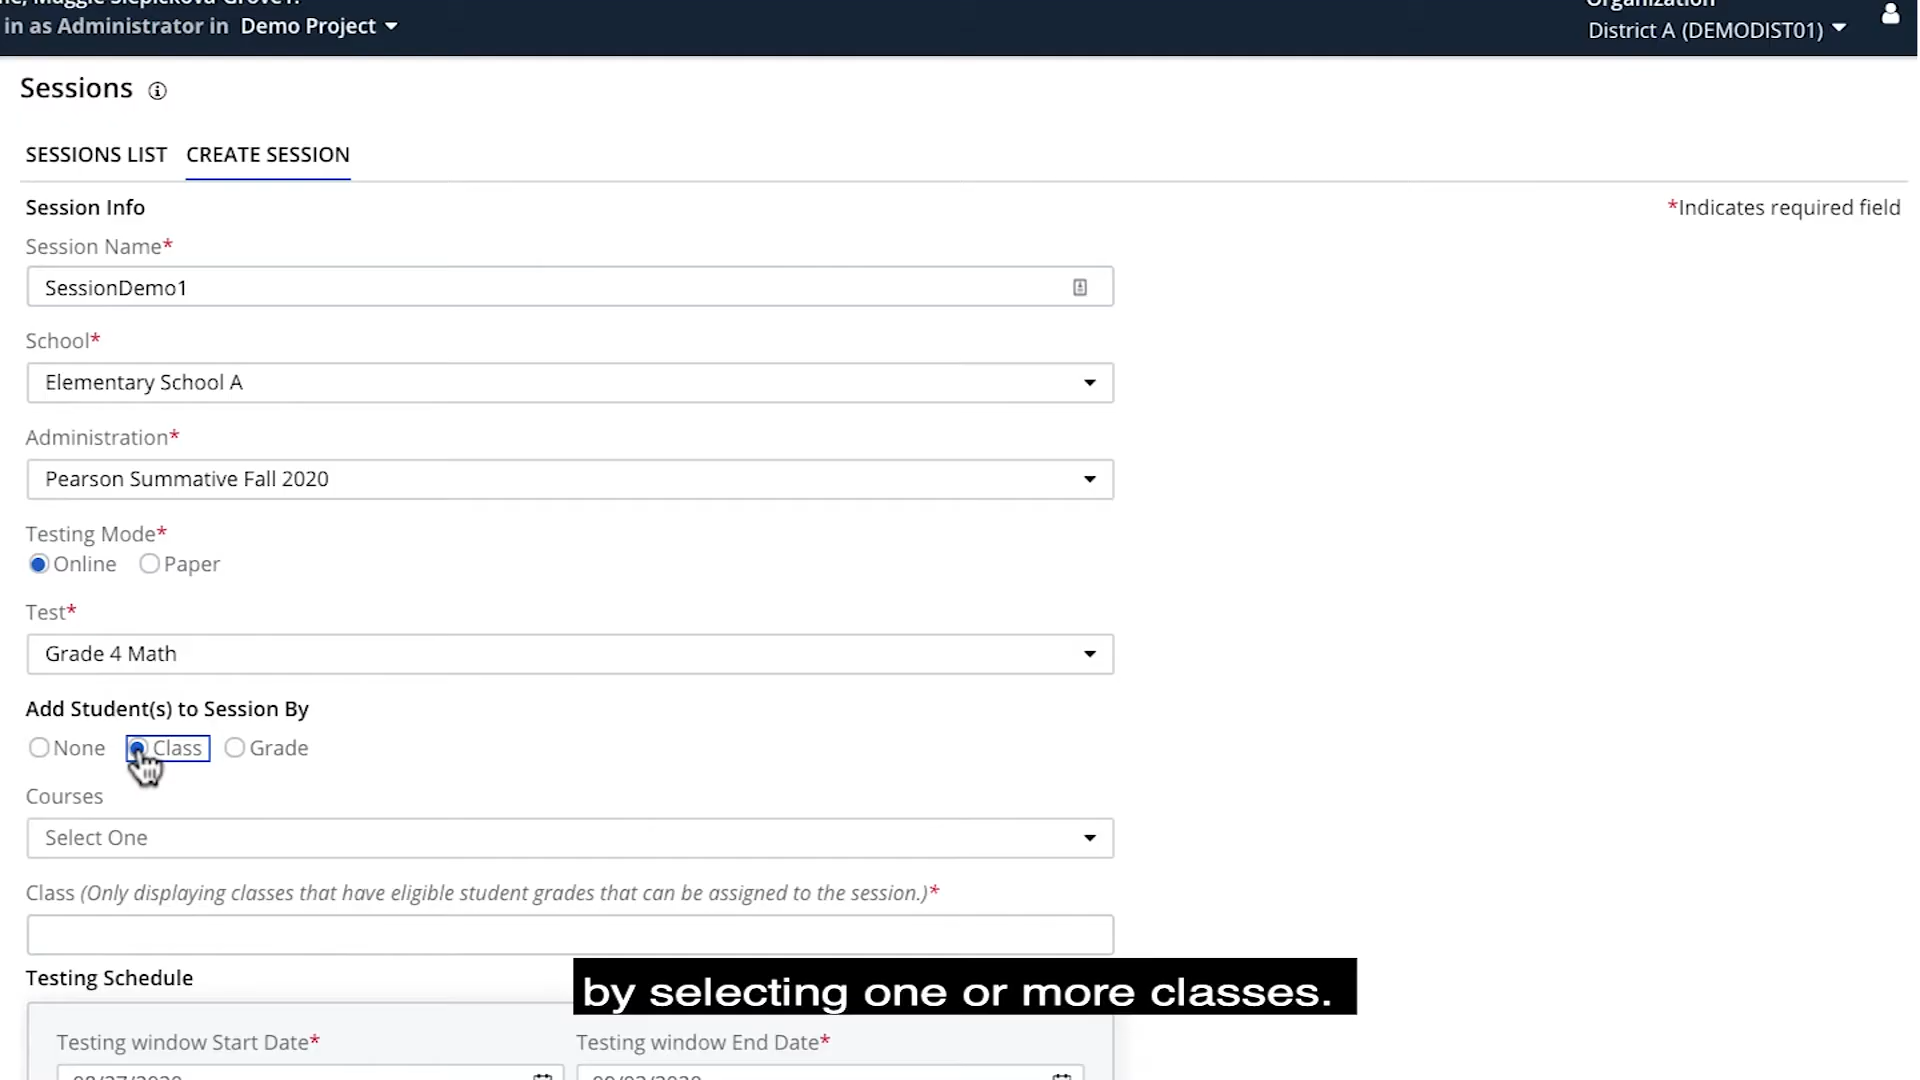 in as Administrator in Demo Project
District A (DEMODIST01)
Sessions
SESSIONS LIST CREATE SESSION
Session Info
*Indicates required field
Session Name*
SessionDemo1
School*
Elementary School A
Administration*
Pearson Summative Fall 2020
Testing Mode*
Online Paper
Test*
Grade 4 Math
Add Student(s) to Session By
None Class Grade
Courses
Select One
Class (Only displaying classes that have eligible student grades that can be assigned to the session.)*
Testing Schedule
by selecting one or more classes.
Testing window Start Date* Testing window End Date*